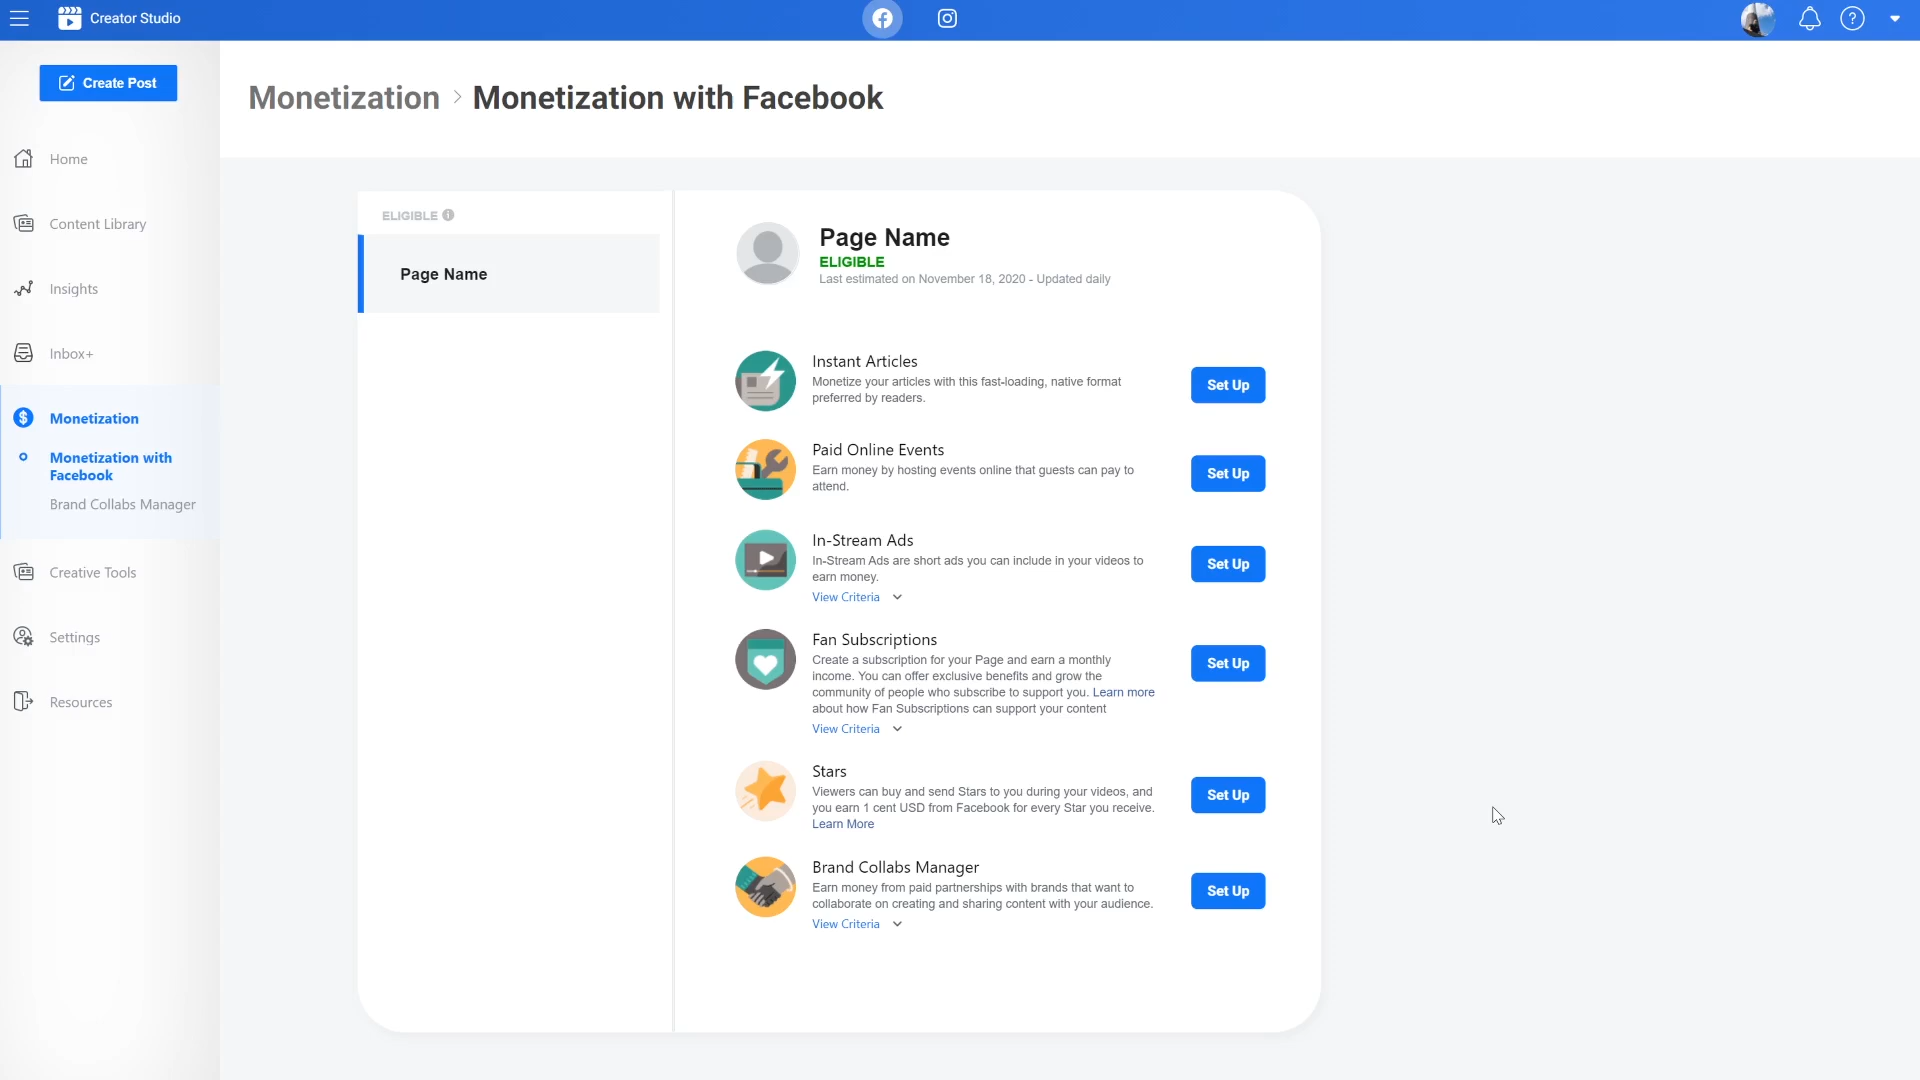 Creator Studio
Create Post
Home
Content Library
Insights
Inbox+
Monetization
Monetization with
Facebook
Brand Collabs Manager
Creative Tools
Settings
Resources
Monetization > Monetization with Facebook
ELIGIBLE
Page Name
Page Name
ELIGIBLE
Last estimated on November 18, 2020 - Updated daily
Instant Articles
Monetize your articles with this fast-loading, native format
preferred by readers.
Set Up
Paid Online Events
Earn money by hosting events online that guests can pay to
attend.
Set Up
In-Stream Ads
In-Stream Ads are short ads you can include in your videos to
earn money.
View Criteria
Set Up
Fan Subscriptions
Create a subscription for your Page and earn a monthly
income. You can offer exclusive benefits and grow the
community of people who subscribe to support you. Learn more
about how Fan Subscriptions can support your content
View Criteria
Set Up
Stars
Viewers can buy and send Stars to you during your videos, and
you earn 1 cent USD from Facebook for every Star you receive.
Learn More
Set Up
Brand Collabs Manager
Earn money from paid partnerships with brands that want to
collaborate on creating and sharing content with your audience.
View Criteria
Set Up